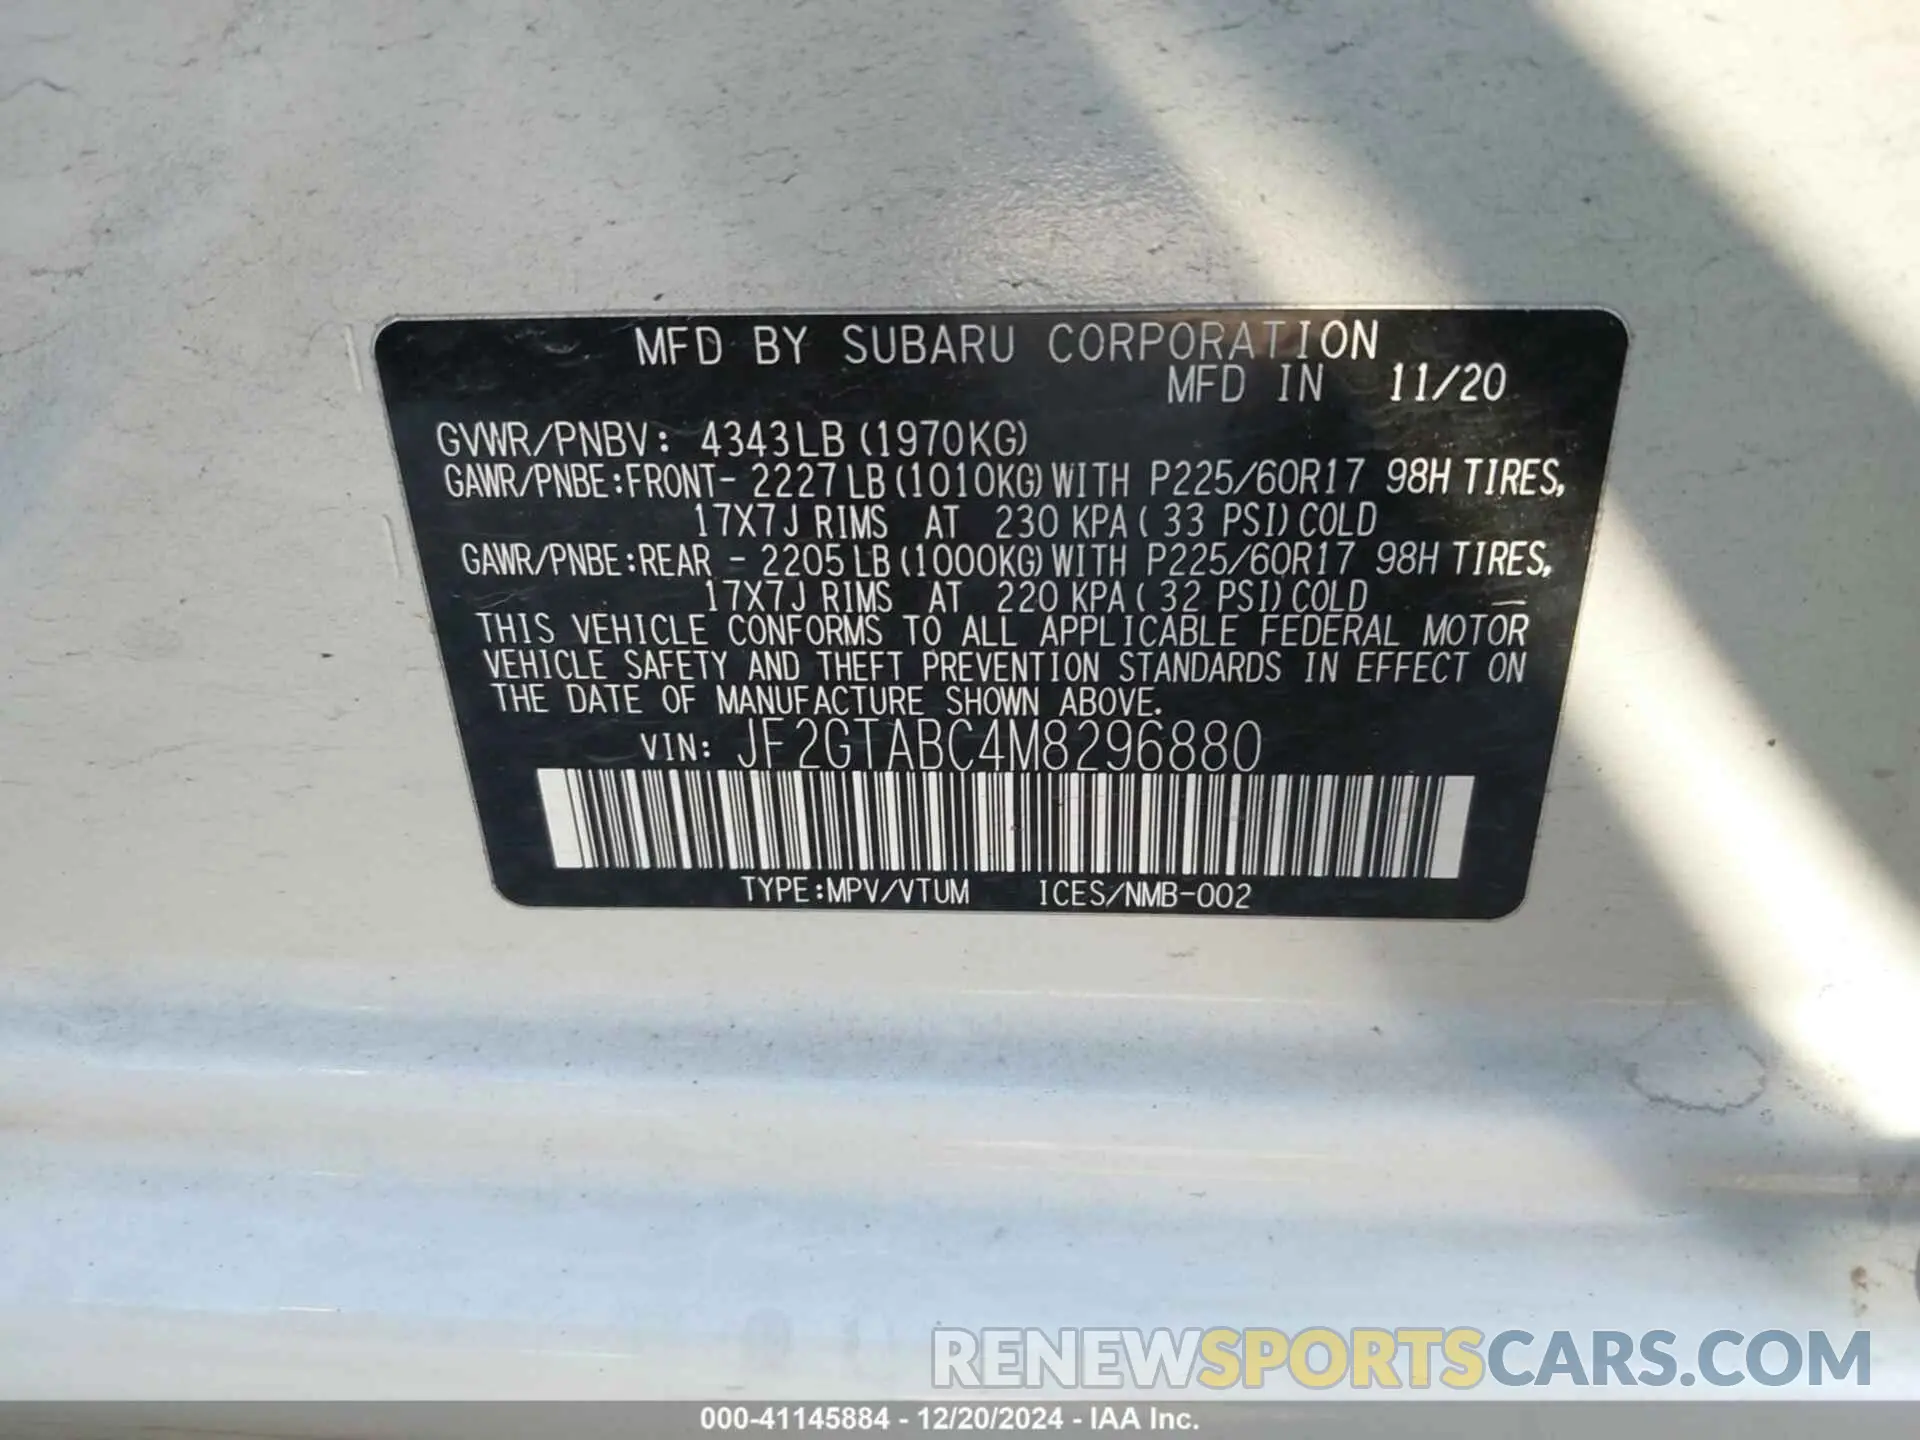 MFD BY SUBARU CORPORATION
MFD IN 11/20
GVWR/PNBV: 4343LB (1970KG)
GAWR/PNBE:FRONT- 2227 LB (1010KG) WITH P225/60R17 98H TIRES,
17X7J RIMS AT 230 KPA ( 33 PSI) COLD
GAWR/PNBE:REAR - 2205 LB (1000KG) WITH P225/60R17 98H TIRES,
17X7J RIMS AT 220 KPA ( 32 PSI) COLD —
THIS VEHICLE CONFORMS TO ALL APPLICABLE FEDERAL MOTOR
VEHICLE SAFETY AND THEFT PREVENTION STANDARDS IN EFFECT ON
THE DATE OF MANUFACTURE SHOWN ABOVE.
VIN: JF2GTABC4M8296880
TYPE:MPV/VTUM ICES/NMB-002
RENEWSPORTSCARS.COM
000-41145884 - 12/20/2024 - IAA Inc.